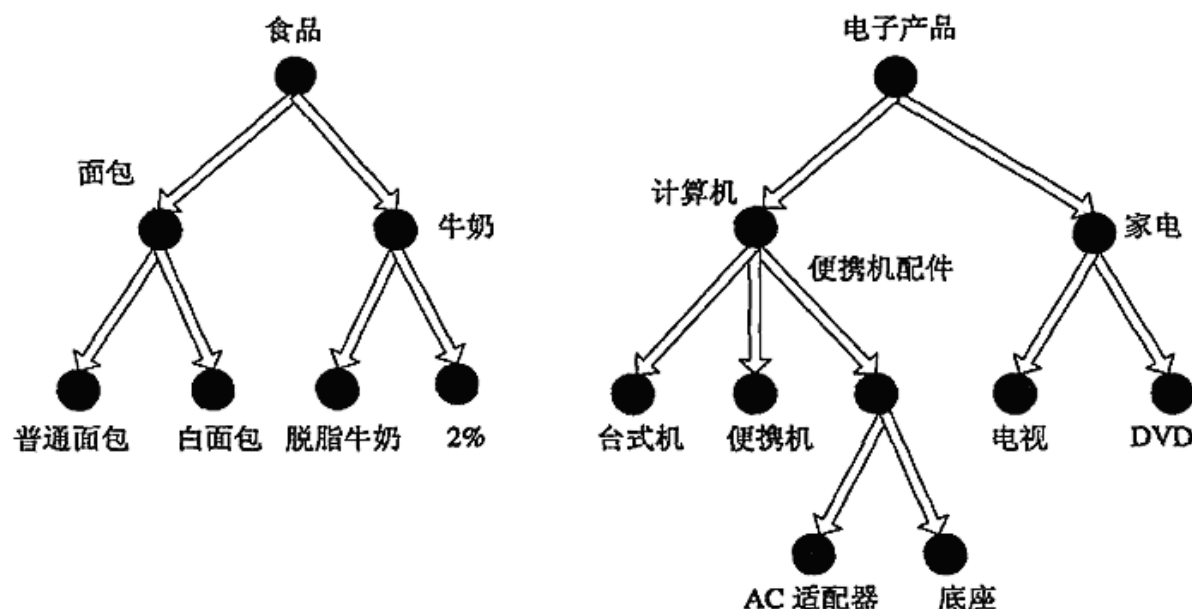 食品
电子产品
面包
牛奶
计算机
家电
便携机配件
普通面包
白面包
脱脂牛奶
2%
台式机
便携机
电视
DVD
AC 适配器
底座